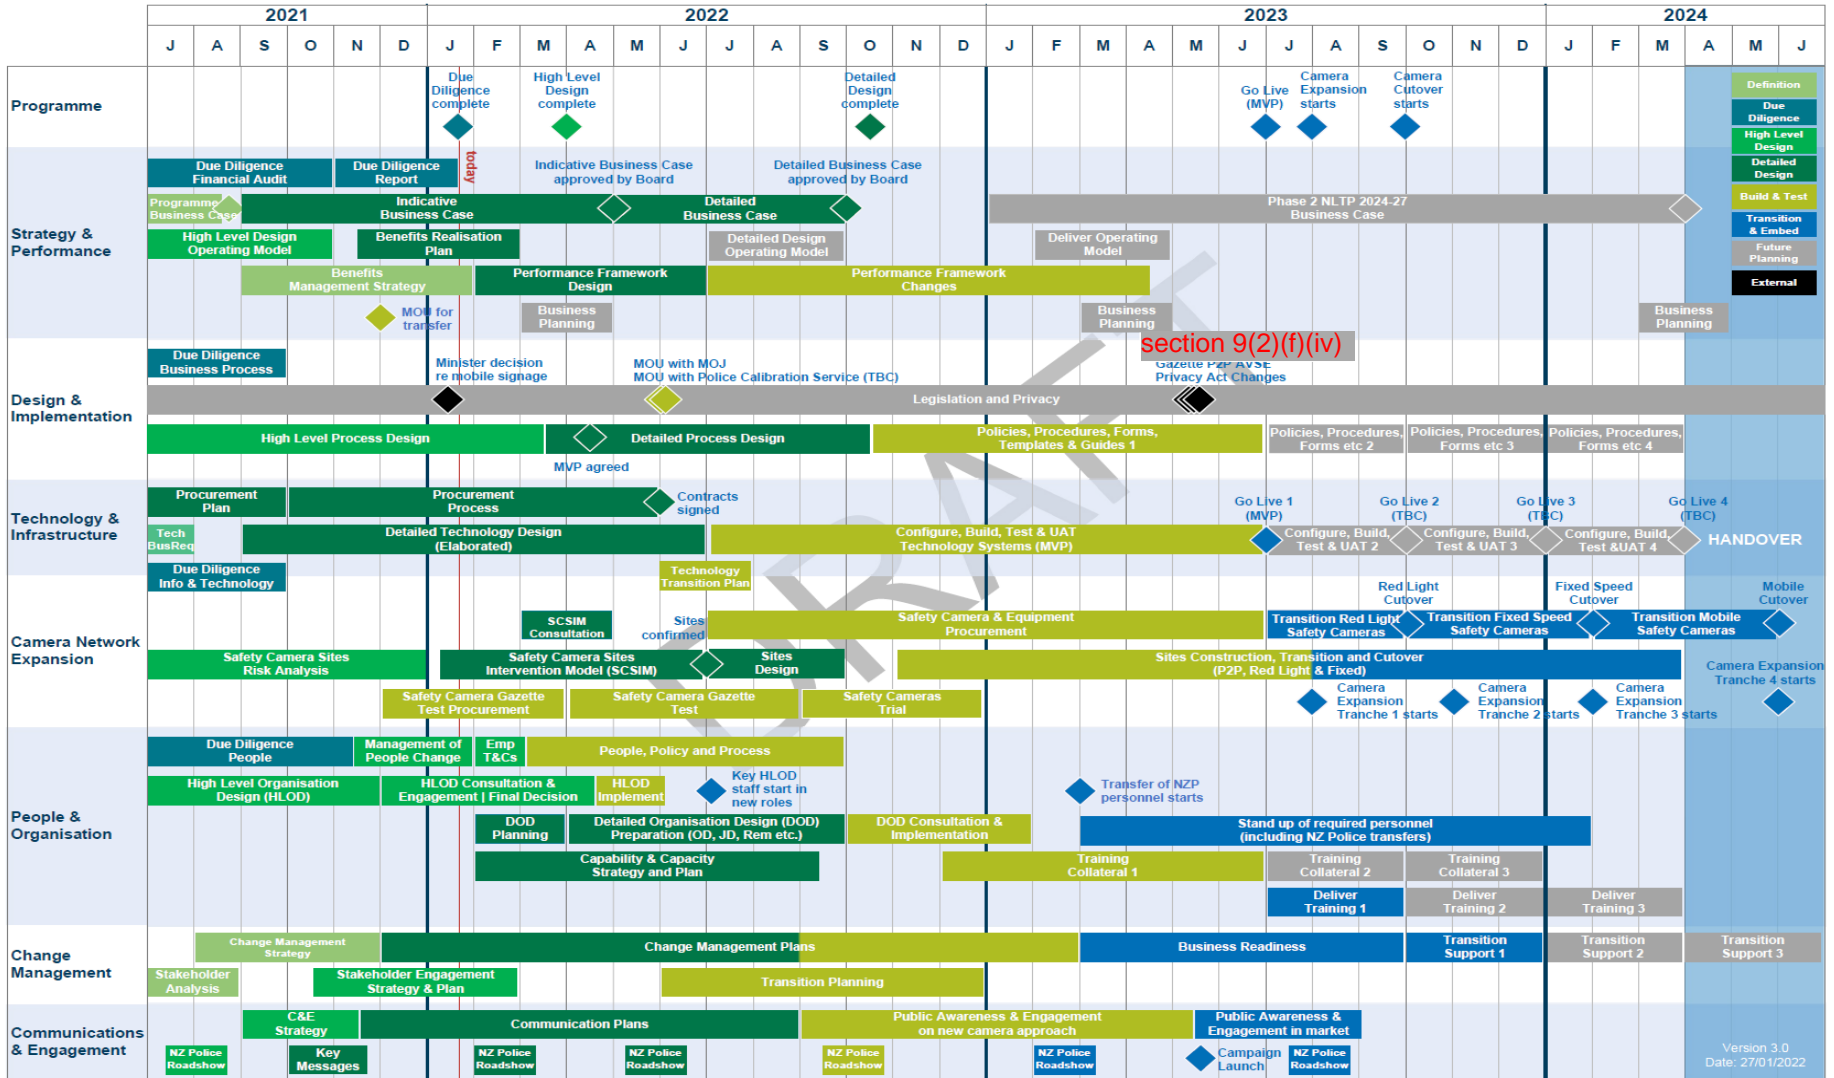 2021
2022
2023
2024
J A S O N D J F M A M J J A S O N D J F M A M J J A S O N D J F M A M J
Programme
Due
Diligence
complete
High Level
Design
complete
Detailed
Design
complete
Go Live
(MVP)
Camera
Expansion
starts
Camera
Cutover
starts
Definition
Due
Diligence
High Level
Design
Detailed
Design
Build & Test
Transition
& Embed
Future
Planning
External
Strategy &
Performance
Due Diligence
Financial Audit
Due Diligence
Report
today
Indicative Business Case
approved by Board
Detailed Business Case
approved by Board
Programme
Business Case
Indicative
Business Case
Detailed
Business Case
Phase 2 NLTP 2024-27
Business Case
High Level Design
Operating Model
Benefits Realisation
Plan
Detailed Design
Operating Model
Deliver Operating
Model
Benefits
Management Strategy
Performance Framework
Design
Performance Framework
Changes
MOU for
transfer
Business
Planning
Business
Planning
Business
Planning
Design &
Implementation
Due Diligence
Business Process
Minister decision
re mobile signage
MOU with MOJ
MOU with Police Calibration Service (TBC)
section 9(2)(f)(iv)
Gazette P2P AVSE
Privacy Act Changes
Legislation and Privacy
High Level Process Design
Detailed Process Design
Policies, Procedures, Forms,
Templates & Guides 1
Policies, Procedures,
Forms etc 2
Policies, Procedures,
Forms etc 3
Policies, Procedures,
Forms etc 4
MVP agreed
Technology &
Infrastructure
Procurement
Plan
Procurement
Process
Contracts
signed
Go Live 1
(MVP)
Go Live 2
(TBC)
Go Live 3
(TBC)
Go Live 4
(TBC)
Tech
BusReq
Detailed Technology Design
(Elaborated)
Configure, Build, Test & UAT
Technology Systems (MVP)
Configure, Build,
Test & UAT 2
Configure, Build,
Test & UAT 3
Configure, Build,
Test &UAT 4
HANDOVER
Due Diligence
Info & Technology
Technology
Transition Plan
Camera Network
Expansion
Red Light
Cutover
Fixed Speed
Cutover
Mobile
Cutover
SCSIM
Consultation
Sites
confirmed
Safety Camera & Equipment
Procurement
Transition Red Light
Safety Cameras
Transition Fixed Speed
Safety Cameras
Transition Mobile
Safety Cameras
Safety Camera Sites
Risk Analysis
Safety Camera Sites
Intervention Model (SCSIM)
Sites
Design
Sites Construction, Transition and Cutover
(P2P, Red Light & Fixed)
Camera Expansion
Tranche 4 starts
Safety Camera Gazette
Test Procurement
Safety Camera Gazette
Test
Safety Cameras
Trial
Camera
Expansion
Tranche 1 starts
Camera
Expansion
Tranche 2 starts
Camera
Expansion
Tranche 3 starts
People &
Organisation
Due Diligence
People
Management of
People Change
Emp
T&Cs
People, Policy and Process
High Level Organisation
Design (HLOD)
HLOD Consultation &
Engagement | Final Decision
HLOD
Implement
Key HLOD
staff start in
new roles
Transfer of NZP
personnel starts
DOD
Planning
Detailed Organisation Design (DOD)
Preparation (OD, JD, Rem etc.)
DOD Consultation &
Implementation
Stand up of required personnel
(including NZ Police transfers)
Capability & Capacity
Strategy and Plan
Training
Collateral 1
Training
Collateral 2
Training
Collateral 3
Deliver
Training 1
Deliver
Training 2
Deliver
Training 3
Change
Management
Change Management
Strategy
Change Management Plans
Business Readiness
Transition
Support 1
Transition
Support 2
Transition
Support 3
Stakeholder
Analysis
Stakeholder Engagement
Strategy & Plan
Transition Planning
Communications
& Engagement
C&E
Strategy
Communication Plans
Public Awareness & Engagement
on new camera approach
Public Awareness &
Engagement in market
NZ Police
Roadshow
Key
Messages
NZ Police
Roadshow
NZ Police
Roadshow
NZ Police
Roadshow
NZ Police
Roadshow
Campaign
Launch
NZ Police
Roadshow
Version 3.0
Date: 27/01/2022
DRAFT